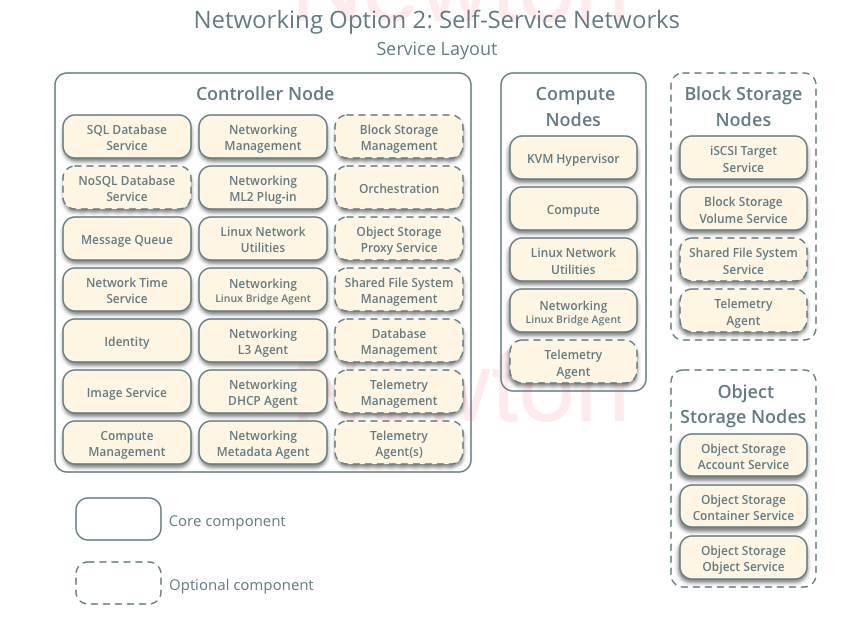 Networking Option 2: Self-Service Networks
Service Layout
Controller Node
SQL Database
Service
Networking
Management
Block Storage
Management
NoSQL Database
Service
Networking
ML2 Plug-in
Orchestration
Message Queue
Linux Network
Utilities
Object Storage
Proxy Service
Network Time
Service
Networking
Linux Bridge Agent
Shared File System
Management
Identity
Networking
L3 Agent
Database
Management
Image Service
Networking
DHCP Agent
Telemetry
Management
Compute
Management
Networking
Metadata Agent
Telemetry
Agent(s)
Compute
Nodes
KVM Hypervisor
Compute
Linux Network
Utilities
Networking
Linux Bridge Agent
Telemetry
Agent
Block Storage
Nodes
iSCSI Target
Service
Block Storage
Volume Service
Shared File System
Service
Telemetry
Agent
Object
Storage Nodes
Object Storage
Account Service
Object Storage
Container Service
Object Storage
Object Service
Core component
Optional component
Newton
Newton